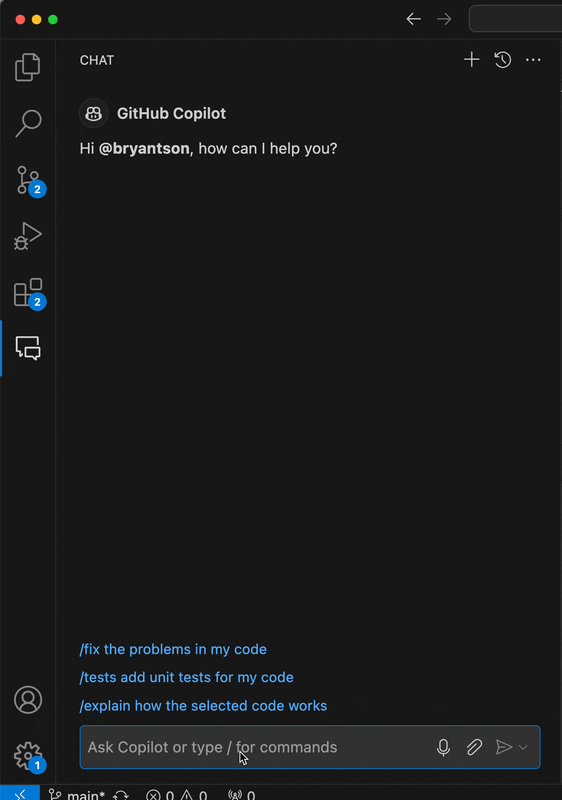 CHAT
GitHub Copilot
Hi @bryantson, how can I help you?
2
2
/fix the problems in my code
/tests add unit tests for my code
/explain how the selected code works
Ask Copilot or type / for commands
1
main* 0 0 0